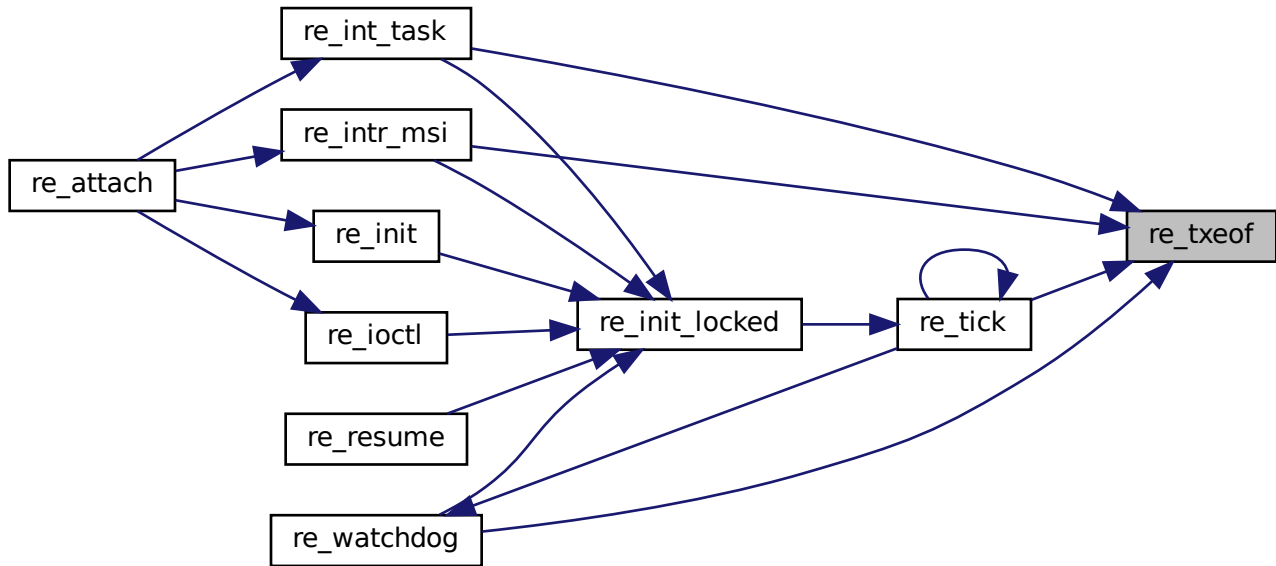 re_int_task
re_intr_msi
re_attach
re_init
re_txeof
re_init_locked
re_tick
re_ioctl
re_resume
re_watchdog